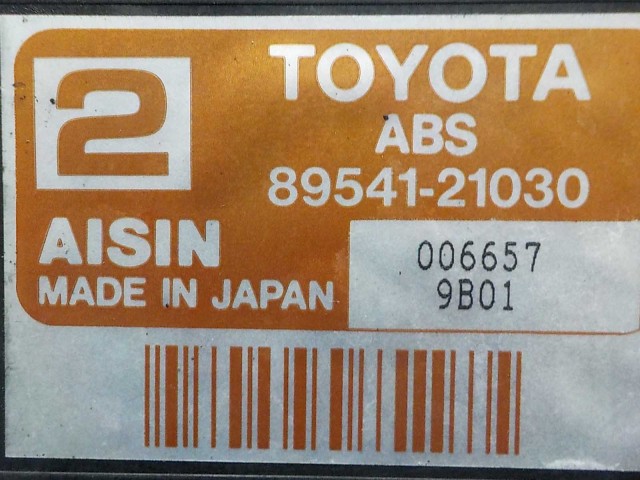 2
TOYOTA
ABS
89541-21030
AISIN
MADE IN JAPAN
006657
9B01